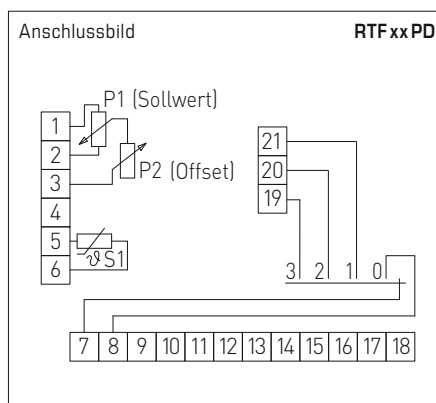 Anschlussbild RTF xx PD
P1 (Sollwert)
1
2
3
4
5
6
P2 (Offset)
ϑ S1
21
20
19
3 2 1 0
7 8 9 10 11 12 13 14 15 16 17 18